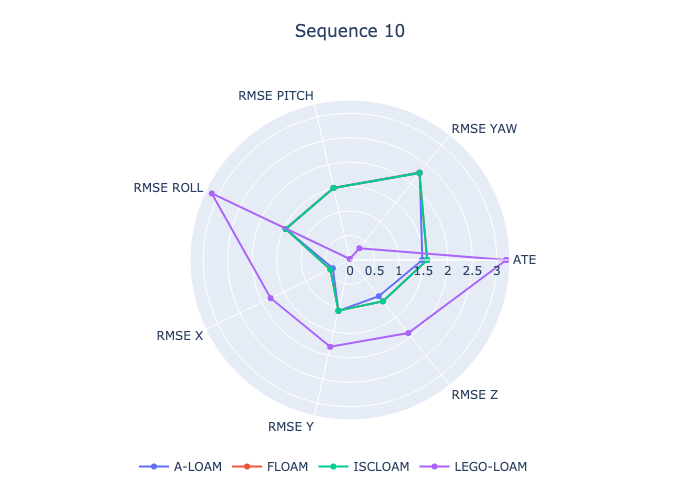 Sequence 10
RMSE PITCH
RMSE YAW
RMSE ROLL
ATE
0 0.5 1 1.5 2 2.5 3
RMSE X
RMSE Z
RMSE Y
A-LOAM FLOAM ISCLOAM LEGO-LOAM